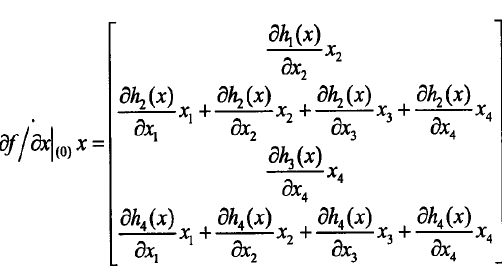 ∂f/∂x|₍₀₎ x = [
∂h₁(x)/∂x₂ x₂
∂h₂(x)/∂x₁ x₁ + ∂h₂(x)/∂x₂ x₂ + ∂h₂(x)/∂x₃ x₃ + ∂h₂(x)/∂x₄ x₄
∂h₃(x)/∂x₄ x₄
∂h₄(x)/∂x₁ x₁ + ∂h₄(x)/∂x₂ x₂ + ∂h₄(x)/∂x₃ x₃ + ∂h₄(x)/∂x₄ x₄
]